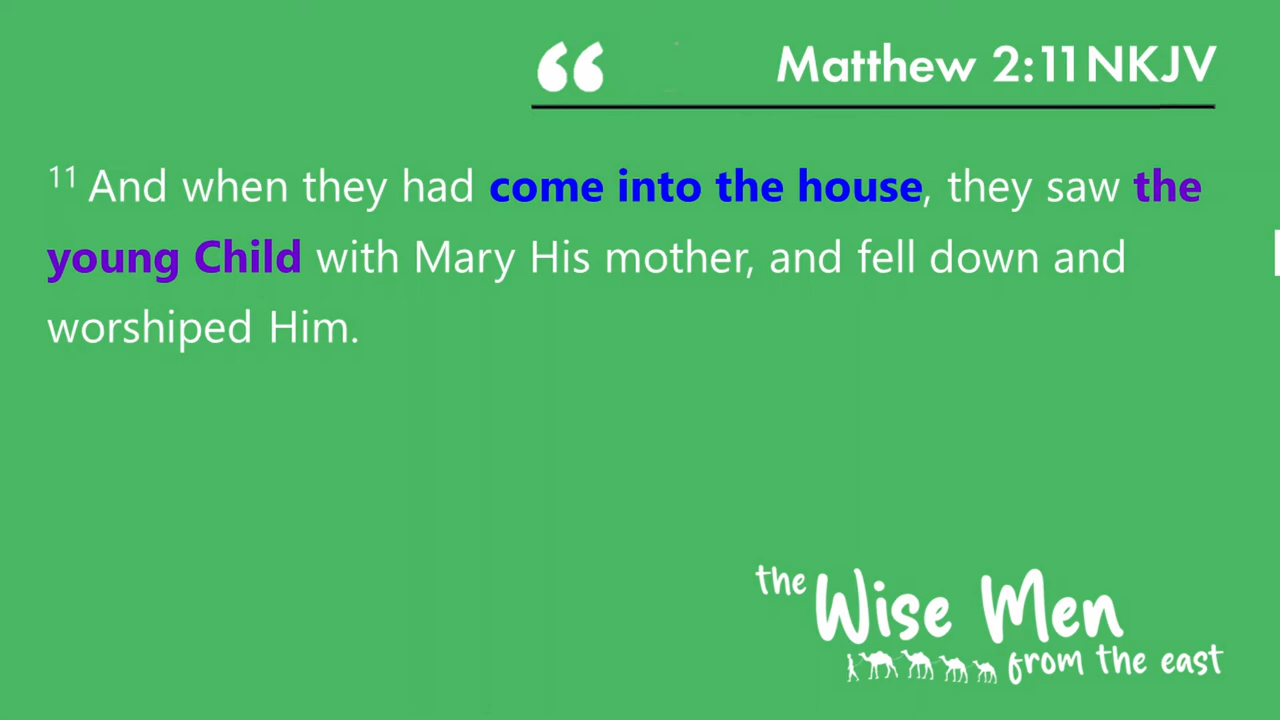 “ Matthew 2:11NKJV
11 And when they had come into the house, they saw the
young Child with Mary His mother, and fell down and
worshiped Him.
the Wise Men
from the east